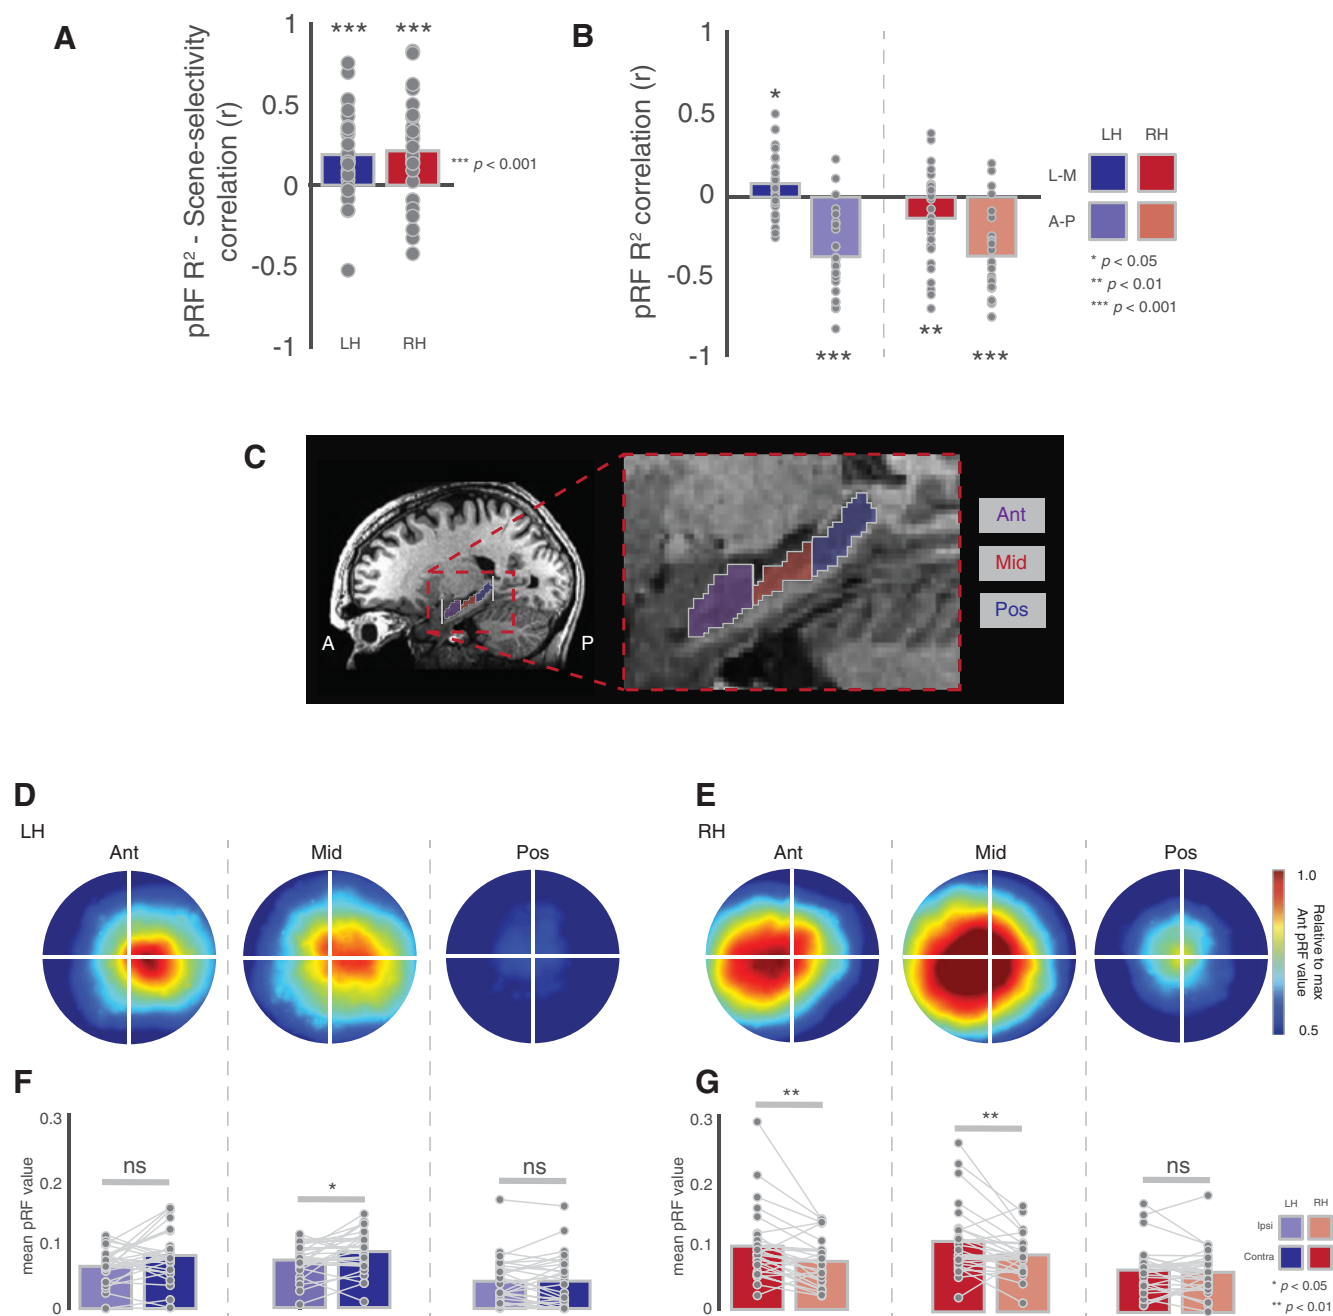 A
pRF R² - Scene-selectivity
correlation (r)
1
0.5
0
-0.5
-1
***
***
*** p < 0.001
LH
RH
B
pRF R² correlation (r)
1
0.5
0
-0.5
-1
*
***
**
***
LH
RH
L-M
A-P
* p < 0.05
** p < 0.01
*** p < 0.001
C
A
P
Ant
Mid
Pos
D
LH
Ant
Mid
Pos
E
RH
Ant
Mid
Pos
1.0
0.5
Relative to max
Ant pRF value
F
mean pRF value
0.3
0.2
0.1
0
ns
*
ns
G
mean pRF value
0.3
0.2
0.1
0
**
**
ns
LH
RH
Ipsi
Contra
* p < 0.05
** p < 0.01